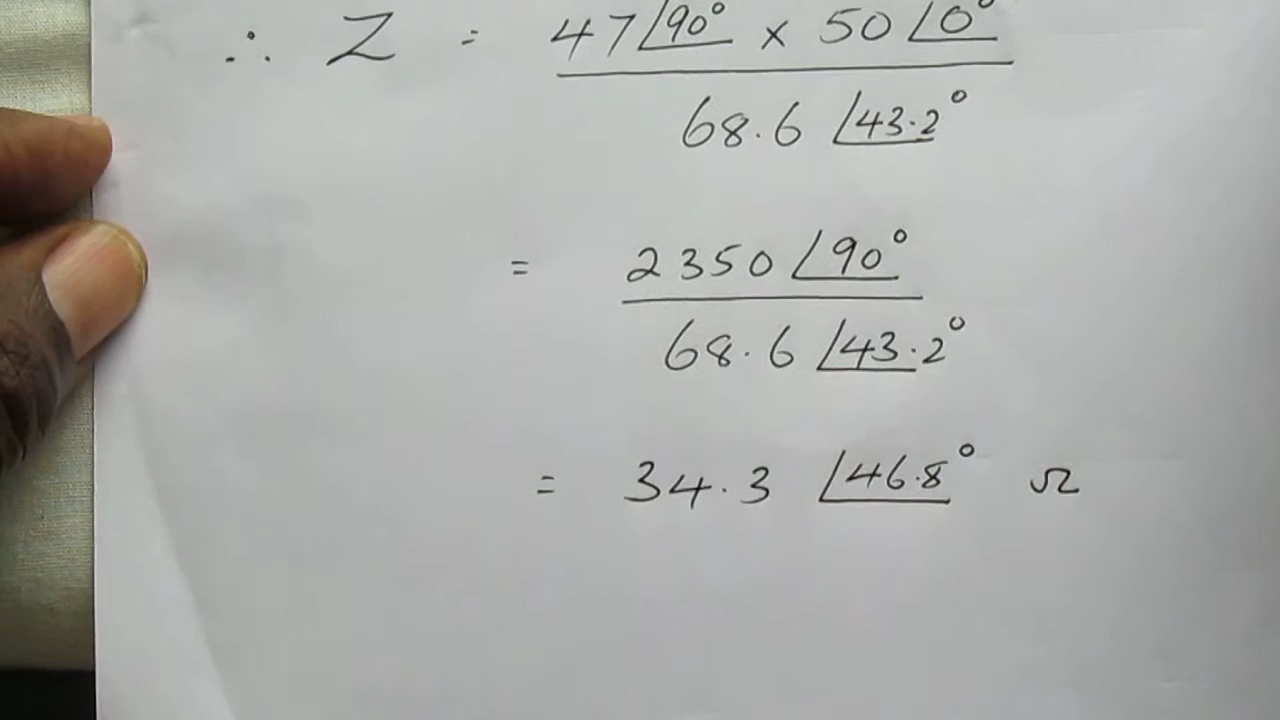 ∴ Z = 47∠90° × 50∠0°
68.6 ∠43.2°
= 2350 ∠90°
68.6 ∠43.2°
= 34.3 ∠46.8° Ω